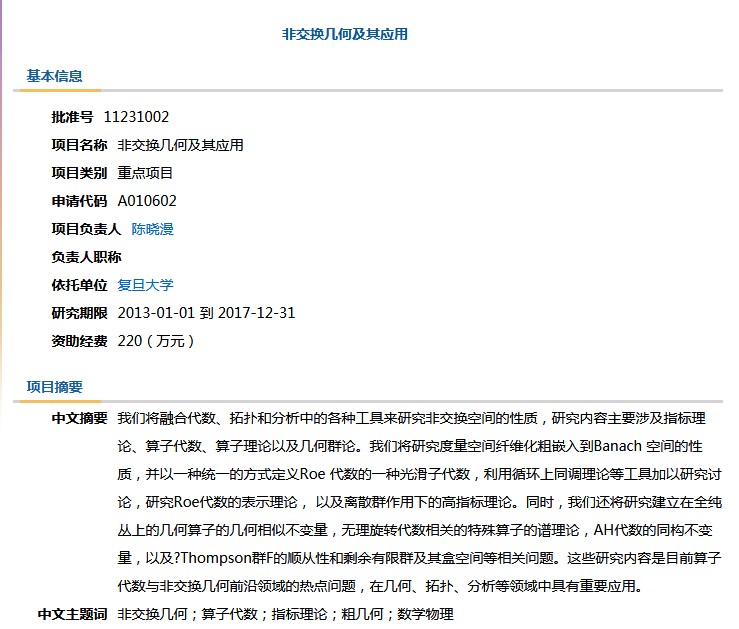 非交换几何及其应用
基本信息
批准号 11231002
项目名称 非交换几何及其应用
项目类别 重点项目
申请代码 A010602
项目负责人 陈晓漫
负责人职称
依托单位 复旦大学
研究期限 2013-01-01 到 2017-12-31
资助经费 220（万元）
项目摘要
中文摘要 我们将融合代数、拓扑和分析中的各种工具来研究非交换空间的性质，研究内容主要涉及指标理
论、算子代数、算子理论以及几何群论。我们将研究度量空间纤维化粗嵌入到Banach 空间的性
质，并以一种统一的方式定义Roe 代数的一种光滑子代数，利用循环上同调理论等工具加以研究讨
论，研究Roe代数的表示理论， 以及离散群作用下的高指标理论。同时，我们还将研究建立在全纯
丛上的几何算子的几何相似不变量，无理旋转代数相关的特殊算子的谱理论，AH代数的同构不变
量，以及?Thompson群F的顺从性和剩余有限群及其盒空间等相关问题。这些研究内容是目前算子
代数与非交换几何前沿领域的热点问题，在几何、拓扑、分析等领域中具有重要应用。
中文主题词 非交换几何；算子代数；指标理论；粗几何；数学物理